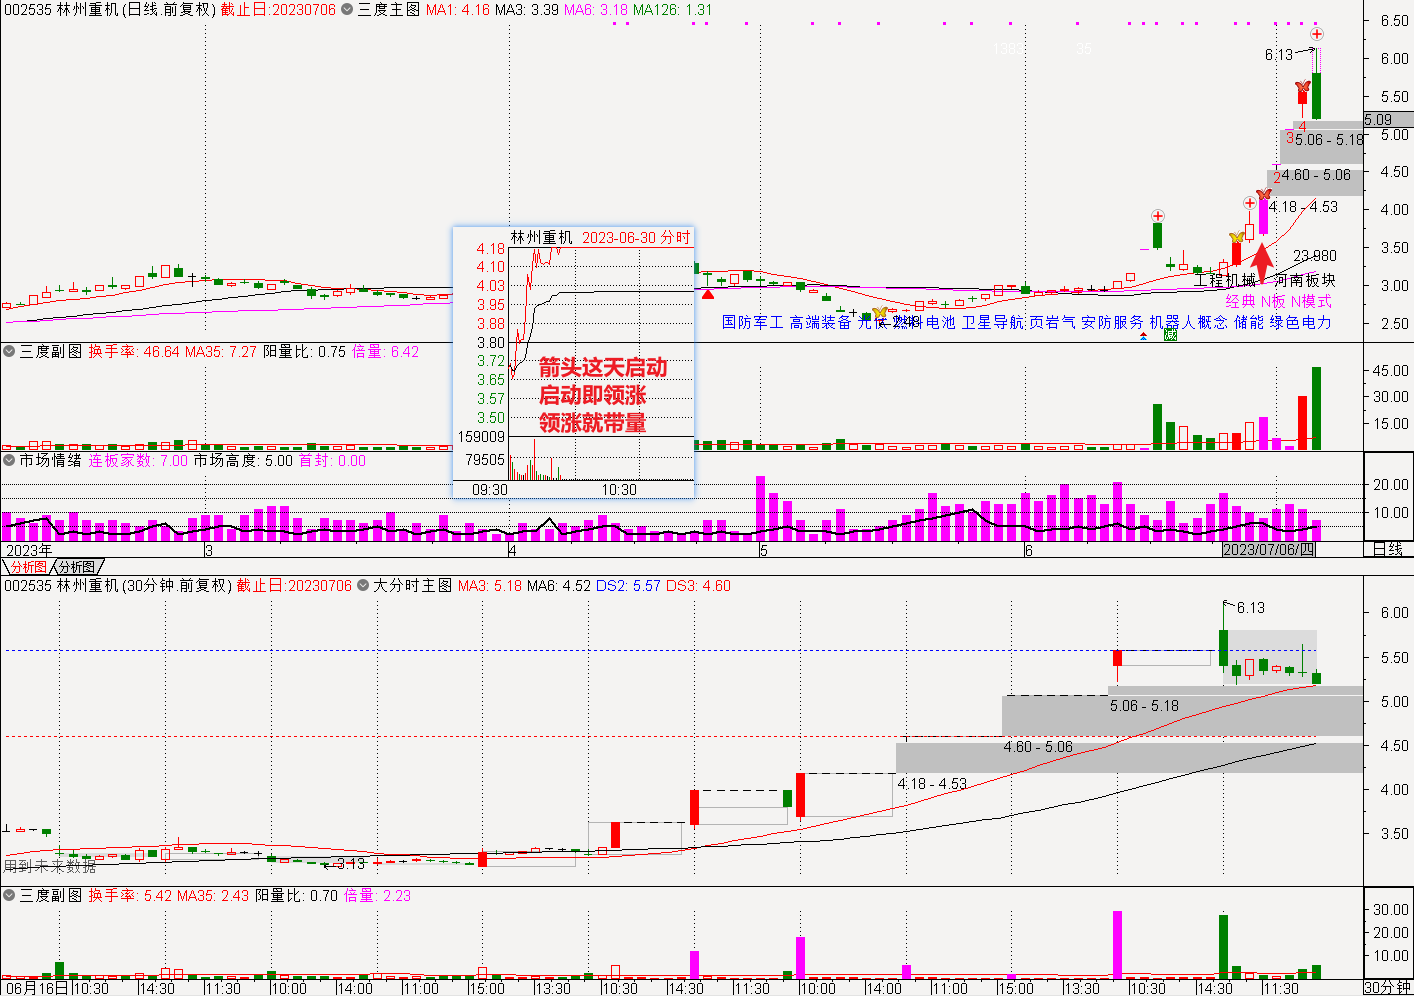 002535 林州重机(日线.前复权) 截止日:20230706 三度主图 MA1: 4.16 MA3: 3.39 MA6: 3.18 MA126: 1.31
1383 35
6.13
6.50
6.00
5.50
5.09
5.00
4.50
4.00
3.50
3.00
2.50
4
3 5.06 - 5.18
2 4.60 - 5.06
4.18 - 4.53
23.980
工程机械 河南板块
经典 N板 N模式
国防军工 高端装备 光伏 燃料电池 卫星导航 页岩气 安防服务 机器人概念 储能 绿色电力
减
林州重机 2023-06-30 分时
4.18
4.10
4.03
3.95
3.88
3.80
3.72
3.65
3.57
3.50
159009
79505
09:30 10:30
箭头这天启动
启动即领涨
领涨就带量
三度副图 换手率: 46.64 MA35: 7.27 阳量比: 0.75 倍量: 6.42
45.00
30.00
15.00
市场情绪 连板家数: 7.00 市场高度: 5.00 首封: 0.00
20.00
10.00
2023年 3 4 5 6 2023/07/06/四 日线
分析图 分析图
002535 林州重机(30分钟.前复权) 截止日:20230706 大分时主图 MA3: 5.18 MA6: 4.52 DS2: 5.57 DS3: 4.60
6.13
6.00
5.50
5.00
4.50
4.00
3.50
5.06 - 5.18
4.60 - 5.06
4.18 - 4.53
3.13
用到未来数据
三度副图 换手率: 5.42 MA35: 2.43 阳量比: 0.70 倍量: 2.23
30.00
20.00
10.00
06月16日 10:30 14:30 11:30 10:00 14:00 11:00 15:00 13:30 10:30 14:30 11:30 10:00 14:00 11:00 15:00 13:30 10:30 14:30 11:30 30分钟